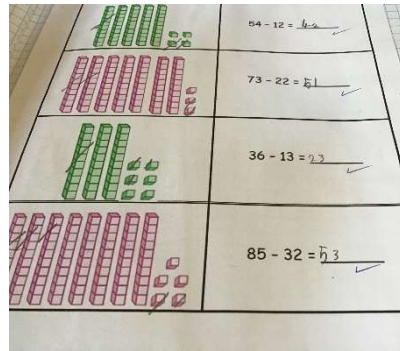 54 - 12 = 42
73 - 22 = 51
36 - 13 = 23
85 - 32 = 53